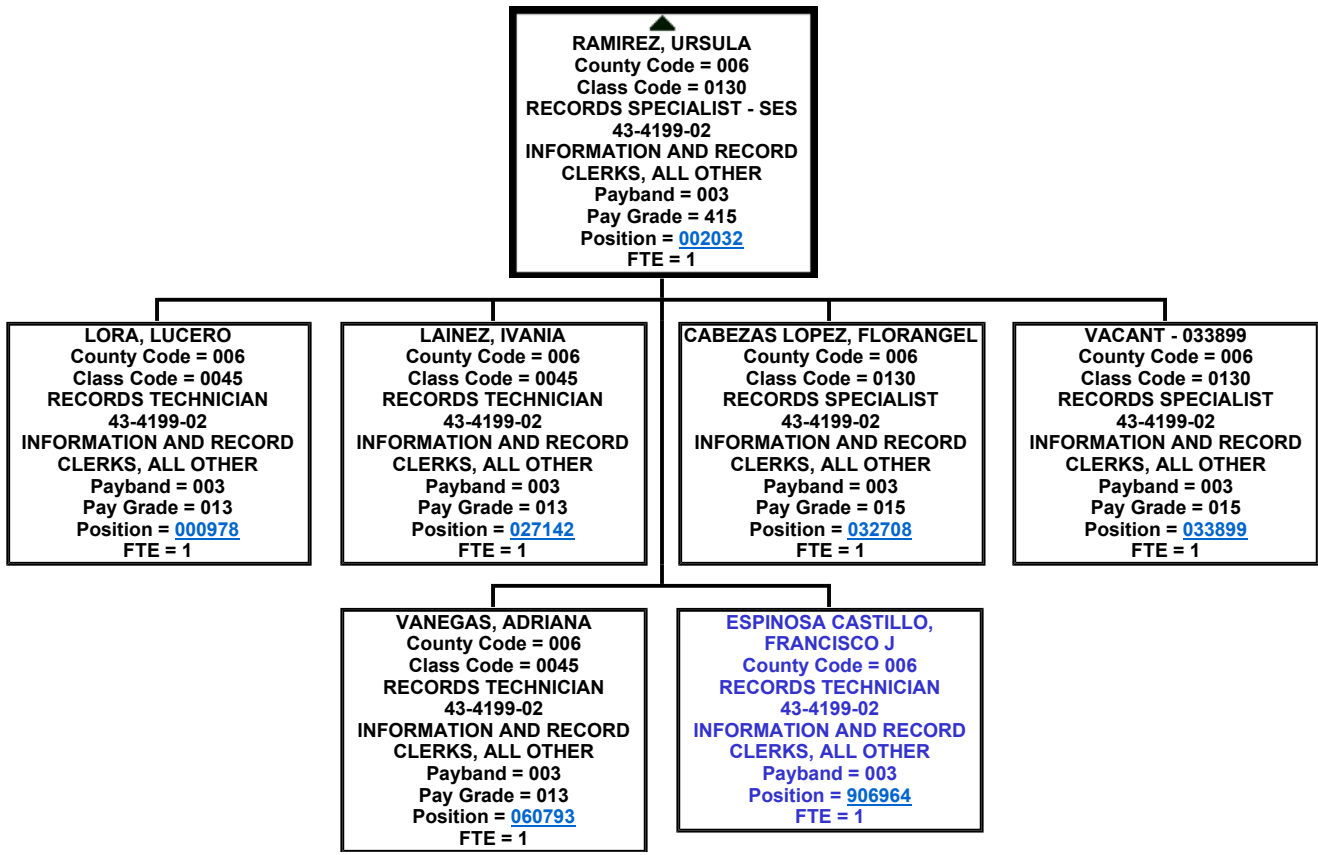 RAMIREZ, URSULA
County Code = 006
Class Code = 0130
RECORDS SPECIALIST - SES
43-4199-02
INFORMATION AND RECORD
CLERKS, ALL OTHER
Payband = 003
Pay Grade = 415
Position = 002032
FTE = 1
LORA, LUCERO
County Code = 006
Class Code = 0045
RECORDS TECHNICIAN
43-4199-02
INFORMATION AND RECORD
CLERKS, ALL OTHER
Payband = 003
Pay Grade = 013
Position = 000978
FTE = 1
LAINEZ, IVANIA
County Code = 006
Class Code = 0045
RECORDS TECHNICIAN
43-4199-02
INFORMATION AND RECORD
CLERKS, ALL OTHER
Payband = 003
Pay Grade = 013
Position = 027142
FTE = 1
CABEZAS LOPEZ, FLORANGEL
County Code = 006
Class Code = 0130
RECORDS SPECIALIST
43-4199-02
INFORMATION AND RECORD
CLERKS, ALL OTHER
Payband = 003
Pay Grade = 015
Position = 032708
FTE = 1
VACANT - 033899
County Code = 006
Class Code = 0130
RECORDS SPECIALIST
43-4199-02
INFORMATION AND RECORD
CLERKS, ALL OTHER
Payband = 003
Pay Grade = 015
Position = 033899
FTE = 1
VANEGAS, ADRIANA
County Code = 006
Class Code = 0045
RECORDS TECHNICIAN
43-4199-02
INFORMATION AND RECORD
CLERKS, ALL OTHER
Payband = 003
Pay Grade = 013
Position = 060793
FTE = 1
ESPINOSA CASTILLO,
FRANCISCO J
County Code = 006
RECORDS TECHNICIAN
43-4199-02
INFORMATION AND RECORD
CLERKS, ALL OTHER
Payband = 003
Position = 906964
FTE = 1